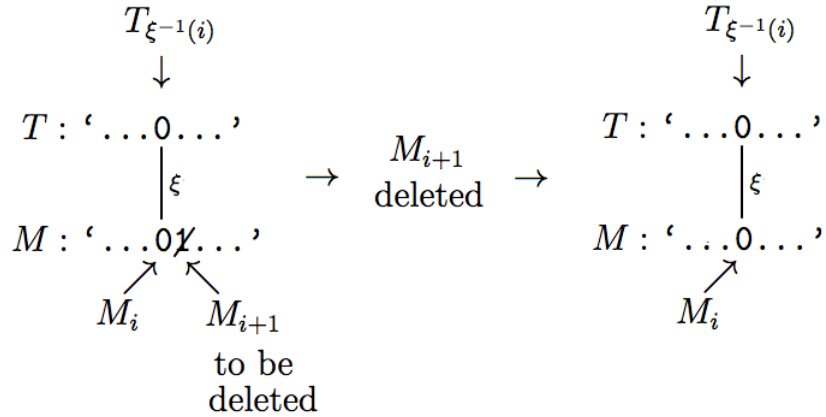 T_{ξ^{-1}(i)} T_{ξ^{-1}(i)}
↓ ↓
T : ‘...0...’ T : ‘...0...’
ξ → M_{i+1} deleted → ξ
M : ‘...01...’ M : ‘...0...’
M_i M_{i+1} M_i
to be
deleted